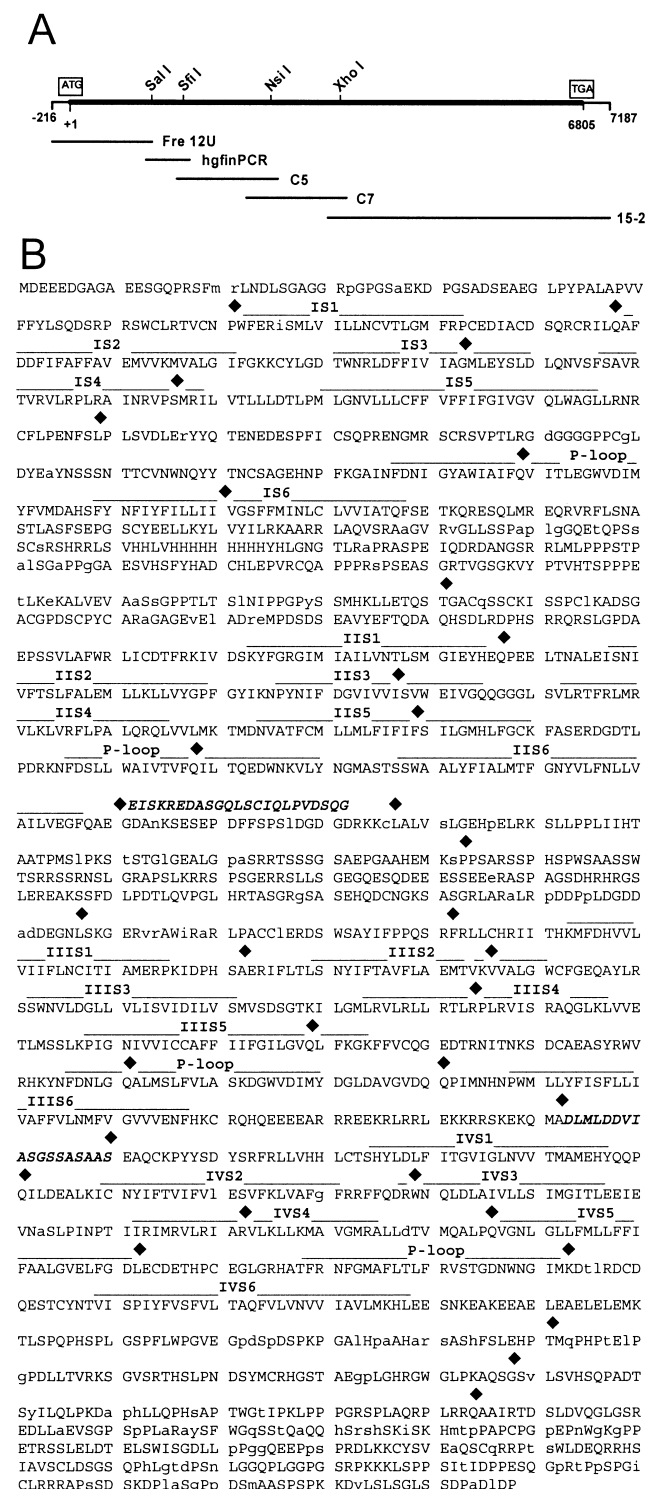 A
ATG Sal I Sfi I Nsi I Xho I TGA
-216 +1 6805 7187
Fre 12U
hgfinPCR
C5
C7
15-2
B
MDEEEDGAGA EESGQPRSFm rLNDLSGAGG RpGPGSaEKD PGSADSEAEG LPYPALAPVV
◆ IS1 ◆
FFYLSQDSRP RSWCLRTVCN PWFERiSMLV ILLNCVTLGM FRPCEDIACD SQRCRILQAF
IS2 IS3 ◆
DDFIFAFFAV EMVVKMVALG IFGKKCYLGD TWNRLDFFIV IAGMLEYSLD LQNVSFSAVR
IS4 ◆ IS5
TVRVLRPLRA INRVPSMRIL VTLLLDTLPM LGNVLLLCFF VFFIFGIVGV QLWAGLLRNR
◆
CFLPENFSLP LSVDLErYYQ TENEDESPFI CSQPRENGMR SCRSVPTLRG dGGGGPPCgL
◆ P-loop
DYEaYNSSSN TTCVNWNQYY TNCSAGEHNP FKGAINFDNI GYAWIAIFQV ITLEGWVDIM
◆ IS6
YFVMDAHSFY NFIYFILLII VGSFFMINLC LVVIATQFSE TKQRESQLMR EQRVRFLSNA
STLASFSEPG SCYEELLKYL VYILRKAARR LAQVSRAaGV RvGLLSSPap lgGQEtQPSs
SCsRSHRRLS VHHLVHHHHH HHHHYHLGNG TLRaPRASPE IQDRDANGSR RLMLPPPSTP
alSGaPPgGA ESVHSFYHAD CHLEPVRCQA PPPRsPSEAS GRTVGSGKVY PTVHTSPPPE
◆
tLKeKALVEV AaSsGPPTLT SlNIPPGPyS SMHKLLETQS TGACqSSCKI SSPClKADSG
ACGPDSCPYC ARaGAGEvEl ADreMPDSDS EAVYEFTQDA QHSDLRDPHS RRQRSLGPDA
IIS1 ◆
EPSSVLAFWR LICDTFRKIV DSKYFGRGIM IAILVNTLSM GIEYHEQPEE LTNALEISNI
IIS2 IIS3 ◆
VFTSLFALEM LLKLLVYGPF GYIKNPYNIF DGVIVVISVW EIVGQQGGGL SVLRTFRLMR
IIS4 IIS5 ◆
VLKLVRFLPA LQRQLVVLMK TMDNVATFCM LLMLFIFIFS ILGMHLFGCK FASERDGDTL
P-loop ◆ IIS6
PDRKNFDSLL WAIVTVFQIL TQEDWNKVLY NGMASTSSWA ALYFIALMTF GNYVLFNLLV
◆ EISKREDASGQLSCIQLPVDSQG ◆
AILVEGFQAE GDAnKSESEP DFFSPSlDGD GDRKKcLALV sLGEHpELRK SLLPPLIIHT
◆
AATPMSlPKS tSTGlGEALG paSRRTSSSG SAEPGAAHEM KsPPSARSSP HSPWSAASSW
TSRRSSRNSL GRAPSLKRRS PSGERRSLLS GEGQESQDEE ESSEEeRASP AGSDHRHRGS
LEREAKSSFD LPDTLQVPGL HRTASGRgSA SEHQDCNGKS ASGRLARaLR pDDPpLDGDD
◆ ◆
adDEGNLSKG ERvrAWiRaR LPACClERDS WSAYIFPPQS RFRLLCHRII THKMFDHVVL
IIIS1 ◆ IIIS2 ◆
VIIFLNCITI AMERPKIDPH SAERIFLTLS NYIFTAVFLA EMTVKVVALG WCFGEQAYLR
IIIS3 ◆ IIIS4
SSWNVLDGLL VLISVIDILV SMVSDSGTKI LGMLRVLRLL RTLRPLRVIS RAQGLKLVVE
IIIS5 ◆
TLMSSLKPIG NIVVICCAFF IIFGILGVQL FKGKFFVCQG EDTRNITNKS DCAEASYRWV
◆ P-loop ◆
RHKYNFDNLG QALMSLFVLA SKDGWVDIMY DGLDAVGVDQ QPIMNHNPWM LLYFISFLLI
IIIS6 ◆
VAFFVLNMFV GVVVENFHKC RQHQEEEEAR RREEKRLRRL EKKRRSKEKQ MADLMLDDVI
◆ IVS1
ASGSSASAAS EAQCKPYYSD YSRFRLLVHH LCTSHYLDLF ITGVIGLNVV TMAMEHYQQP
◆ IVS2 ◆ IVS3
QILDEALKIC NYIFTVIFVl ESVFKLVAFg FRRFFQDRWN QLDLAIVLLS IMGITLEEIE
IVS4 ◆ ◆ IVS5
VNaSLPINPT IIRIMRVLRI ARVLKLLKMA VGMRALLdTV MQALPQVGNL GLLFMLLFFI
◆ P-loop ◆
FAALGVELFG DLECDETHPC EGLGRHATFR NFGMAFLTLF RVSTGDNWNG IMKDtlRDCD
IVS6
QESTCYNTVI SPIYFVSFVL TAQFVLVNVV IAVLMKHLEE SNKEAKEEAE LEAELELEMK
◆
TLSPQPHSPL GSPFLWPGVE GpdSpDSPKP GAlHpaAHar sAShFSLEHP TMqPHPtElP
◆
gPDLLTVRKS GVSRTHSLPN DSYMCRHGST AEgpLGHRGW GLPKAQSGSv LSVHSQPADT
◆
SyILQLPKDa phLLQPHsAP TWGtIPKLPP PGRSPLAQRP LRRQAAIRTD SLDVQGLGSR
EDLLaEVSGP SpPLaRaySF WGqSStQaQQ hSrshSKiSK HmtpPAPCPG pEPnWgKgPP
ETRSSLELDT ELSWISGDLL pPggQEEPps PRDLKKCYSV EaQSCqRRPt sWLDEQRRHS
IAVSCLDSGS QPhLgtdPSn LGGQPLGGPG SRPKKKLSPP SItIDPPESQ GpRtPpSPGi
CLRRRAPsSD SKDPlaSgPp DSmAASPSPK KDvLSLSGLS SDPaDlDP